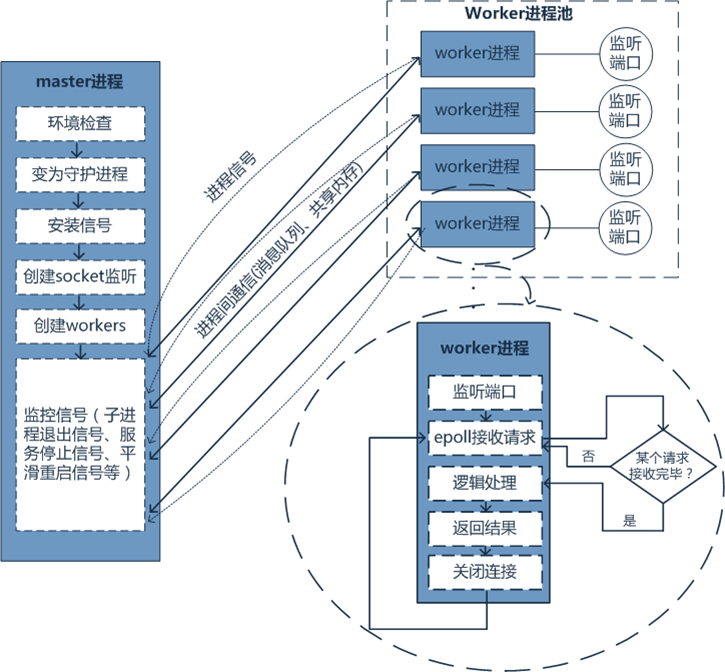 master进程
环境检查
变为守护进程
安装信号
创建socket监听
创建workers
监控信号（子进
程退出信号、服
务停止信号、平
滑重启信号等）
进程信号
进程间通信(消息队列、共享内存)
Worker进程池
worker进程
监听
端口
worker进程
监听
端口
worker进程
监听
端口
worker进程
监听
端口
worker进程
监听端口
epoll接收请求
逻辑处理
返回结果
关闭连接
否
某个请求
接收完毕？
是